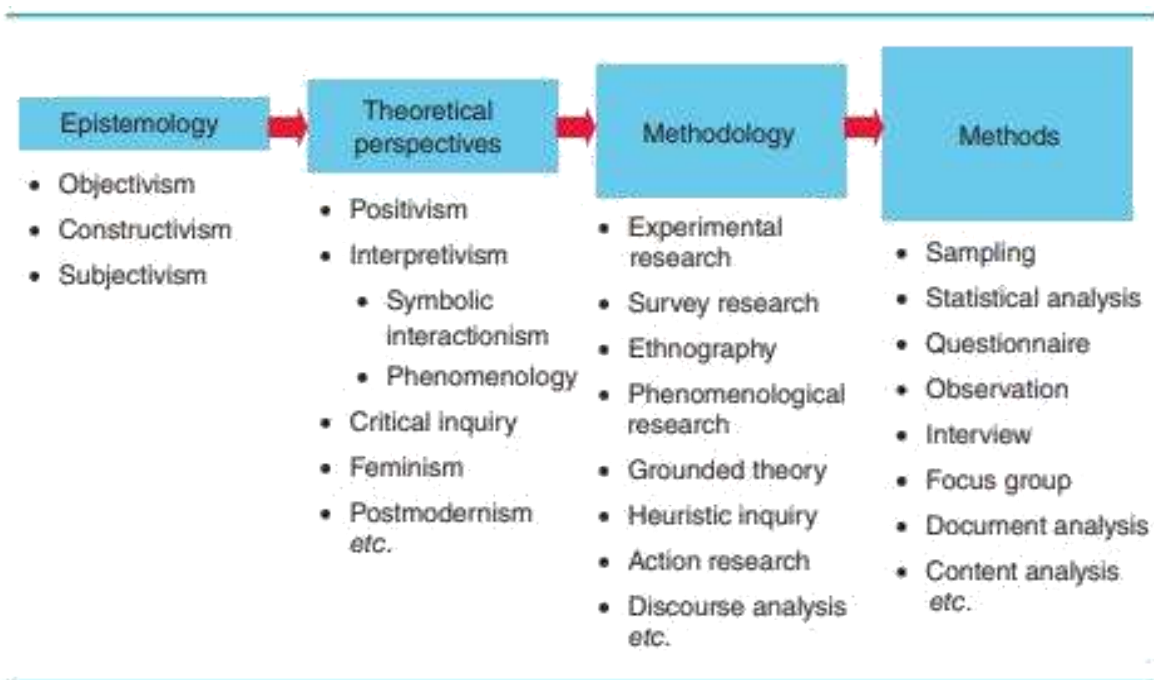 Epistemology
• Objectivism
• Constructivism
• Subjectivism
Theoretical
perspectives
• Positivism
• Interpretivism
• Symbolic
interactionism
• Phenomenology
• Critical inquiry
• Feminism
• Postmodernism
etc.
Methodology
• Experimental
research
• Survey research
• Ethnography
• Phenomenological
research
• Grounded theory
• Heuristic inquiry
• Action research
• Discourse analysis
etc.
Methods
• Sampling
• Statistical analysis
• Questionnaire
• Observation
• Interview
• Focus group
• Document analysis
• Content analysis
etc.